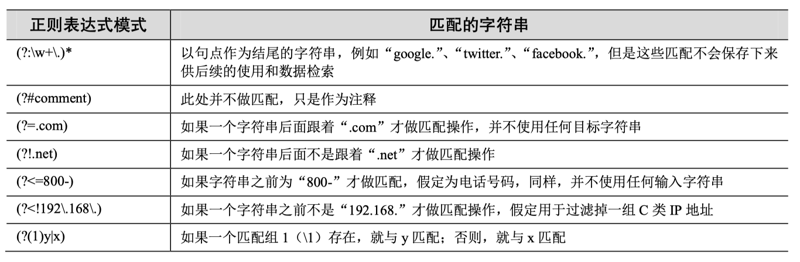 正则表达式模式 匹配的字符串
(?:\w+\.)* 以句点作为结尾的字符串，例如“google.”、“twitter.”、“facebook.”，但是这些匹配不会保存下来
供后续的使用和数据检索
(?#comment) 此处并不做匹配，只是作为注释
(?=.com) 如果一个字符串后面跟着“.com”才做匹配操作，并不使用任何目标字符串
(?!.net) 如果一个字符串后面不是跟着“.net”才做匹配操作
(?<=800-) 如果字符串之前为“800-”才做匹配，假定为电话号码，同样，并不使用任何输入字符串
(?<!192\.168\.) 如果一个字符串之前不是“192.168.”才做匹配操作，假定用于过滤掉一组 C 类 IP 地址
(?(1)y|x) 如果一个匹配组 1（\1）存在，就与 y 匹配；否则，就与 x 匹配